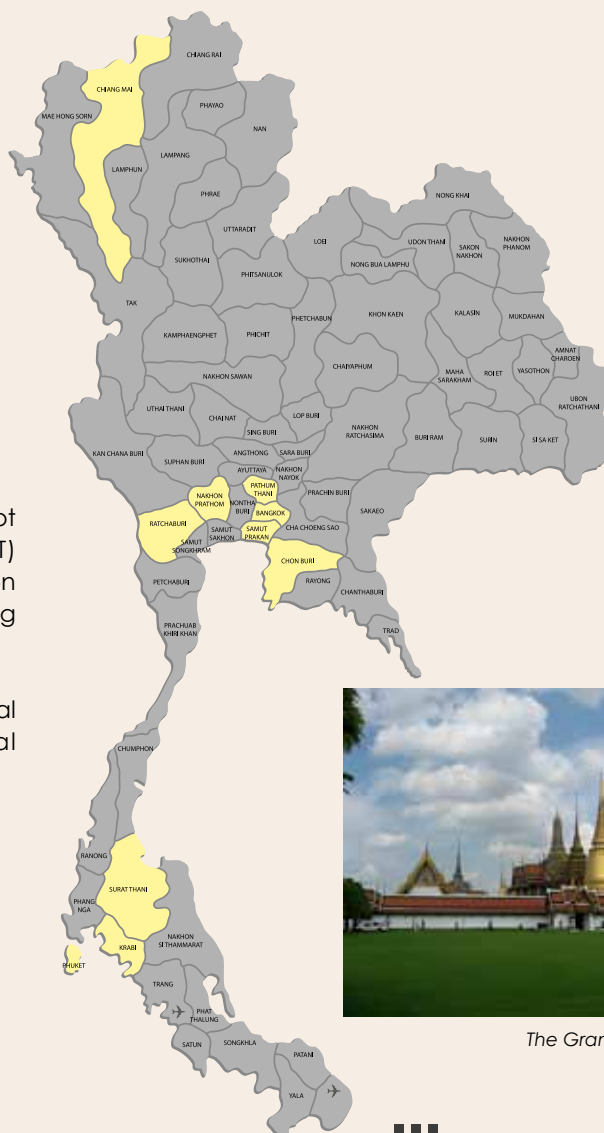 CHIANG RAI
CHIANG MAI
PHAYAO
MAE HONG SORN
NAN
LAMPANG
LAMPHUN
PHRAE
NONG KHAI
UTTARADIT
LOEI
UDON THANI
SAKON
NAKHON
NAKHON
PHANOM
SUKHOTHAI
NONG BUA LAMPHU
PHITSANULOK
TAK
PHETCHABUN
KHON KAEN
KALASIN
MUKDAHAN
KAMPHAENGPHET
PHICHIT
AMNAT
CHAROEN
CHAIYAPHUM
MAHA
SARAKHAM
ROI ET
YASOTHON
NAKHON SAWAN
UBON
RATCHATHANI
UTHAI THANI
CHAI NAT
LOP BURI
SING BURI
NAKHON
RATCHASIMA
BURI RAM
SURIN
SI SA KET
KAN CHANA BURI
SUPHAN BURI
ANGTHONG
SARA BURI
AYUTTAYA
NAKHON
NAYOK
PATHUM
THANI
PRACHIN BURI
NAKHON
PRATHOM
NONTHA
BURI
BANGKOK
SAKAEO
RATCHABURI
SAMUT
SAKHON
SAMUT
PRAKAN
CHA CHOENG SAO
SAMUT
SONGKHRAM
CHON BURI
PETCHABURI
RAYONG
CHANTHABURI
PRACHUAB
KHIRI KHAN
TRAD
ot
T)
n
g
al
al
CHUMPHON
RANONG
SURAT THANI
PHANG
NGA
NAKHON
SI THAMMARAT
KRABI
PHUKET
TRANG
PHAT
THALUNG
SATUN
SONGKHLA
PATANI
YALA
The Gran